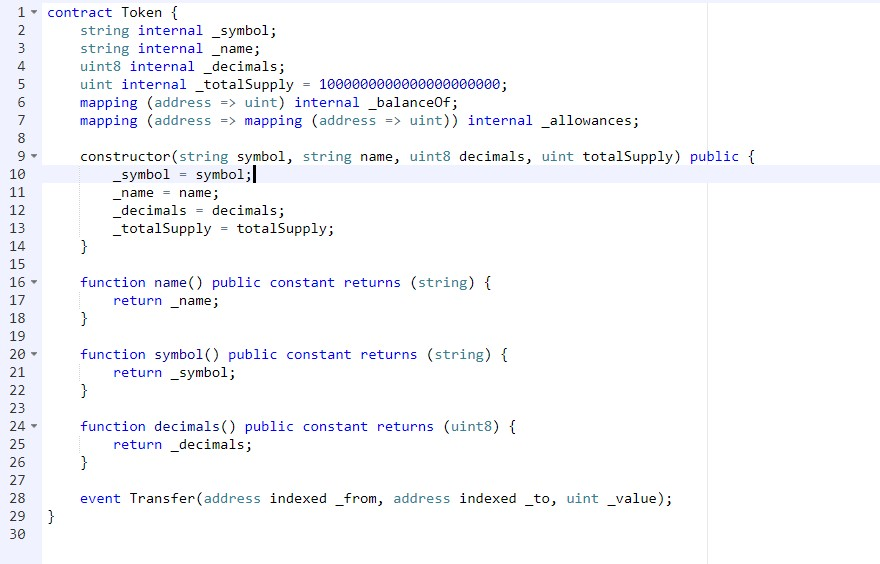 1 contract Token {
2 string internal _symbol;
3 string internal _name;
4 uint8 internal _decimals;
5 uint internal _totalSupply = 1000000000000000000000;
6 mapping (address => uint) internal _balanceOf;
7 mapping (address => mapping (address => uint)) internal _allowances;
8
9 constructor(string symbol, string name, uint8 decimals, uint totalSupply) public {
10 _symbol = symbol;
11 _name = name;
12 _decimals = decimals;
13 _totalSupply = totalSupply;
14 }
15
16 function name() public constant returns (string) {
17 return _name;
18 }
19
20 function symbol() public constant returns (string) {
21 return _symbol;
22 }
23
24 function decimals() public constant returns (uint8) {
25 return _decimals;
26 }
27
28 event Transfer(address indexed _from, address indexed _to, uint _value);
29 }
30